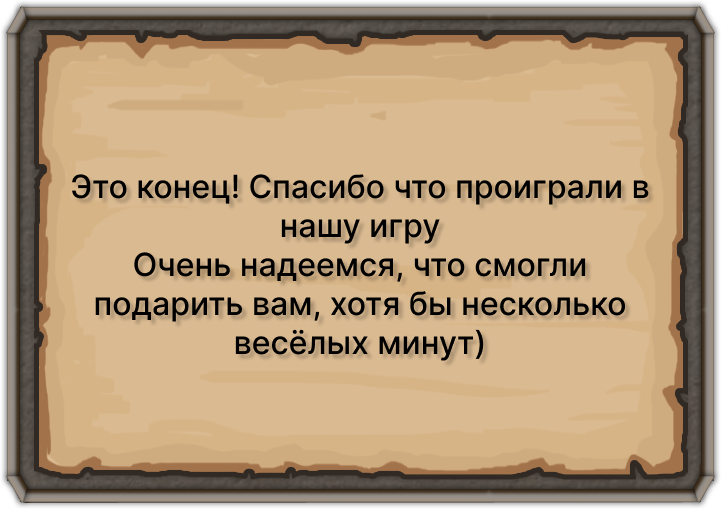 Это конец! Спасибо что проиграли в
нашу игру
Очень надеемся, что смогли
подарить вам, хотя бы несколько
весёлых минут)